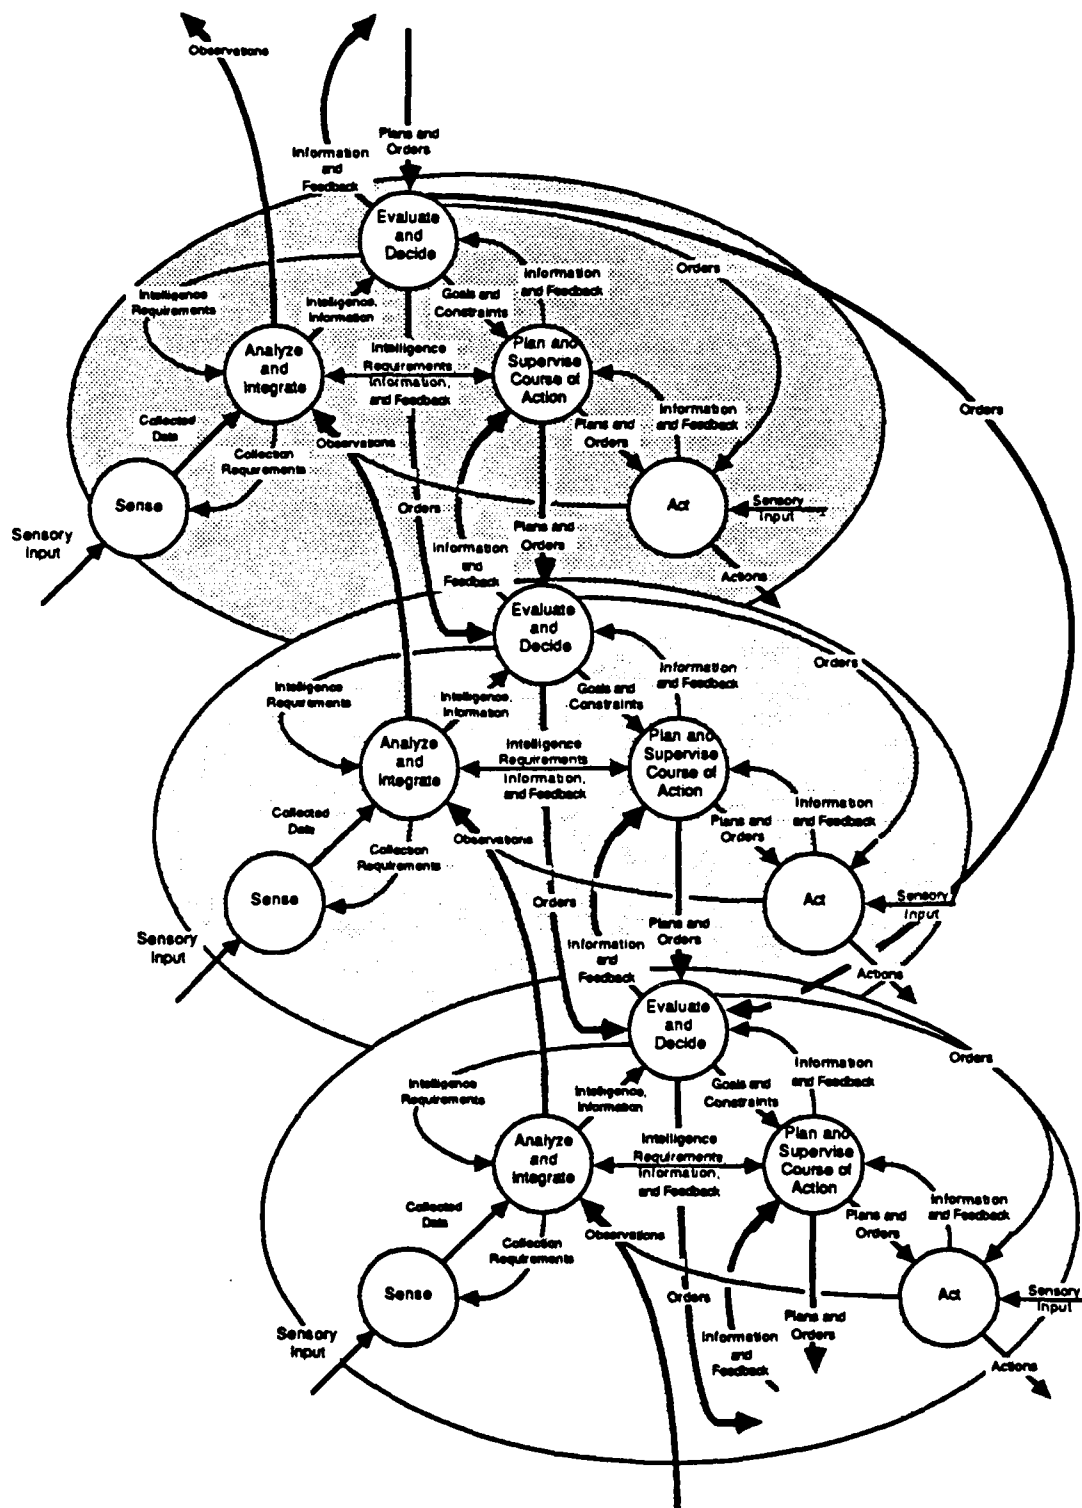 Observations
Plans and
Orders
Information
and
Feedback
Evaluate
and
Decide
Orders
Information
and Feedback
Intelligence
Requirements
Intelligence,
Information
Goals and
Constraints
Analyze
and
Integrate
Intelligence
Requirements
Information,
and Feedback
Plan and
Supervise
Course of
Action
Orders
Information
and Feedback
Collected
Data
Observations
Plans and
Orders
Collection
Requirements
Sense
Orders
Act
Sensory
Input
Sensory
Input
Plans and
Orders
Information
and
Feedback
Actions
Evaluate
and
Decide
Orders
Information
and Feedback
Intelligence
Requirements
Intelligence,
Information
Goals and
Constraints
Analyze
and
Integrate
Intelligence
Requirements
Information,
and Feedback
Plan and
Supervise
Course of
Action
Information
and Feedback
Collected
Data
Observations
Plans and
Orders
Collection
Requirements
Sense
Orders
Act
Sensory
Input
Sensory
Input
Plans and
Orders
Information
and
Feedback
Actions
Evaluate
and
Decide
Orders
Information
and Feedback
Intelligence
Requirements
Intelligence,
Information
Goals and
Constraints
Analyze
and
Integrate
Intelligence
Requirements
Information,
and Feedback
Plan and
Supervise
Course of
Action
Information
and Feedback
Collected
Data
Observations
Plans and
Orders
Collection
Requirements
Sense
Orders
Act
Sensory
Input
Sensory
Input
Plans and
Orders
Information
and
Feedback
Actions